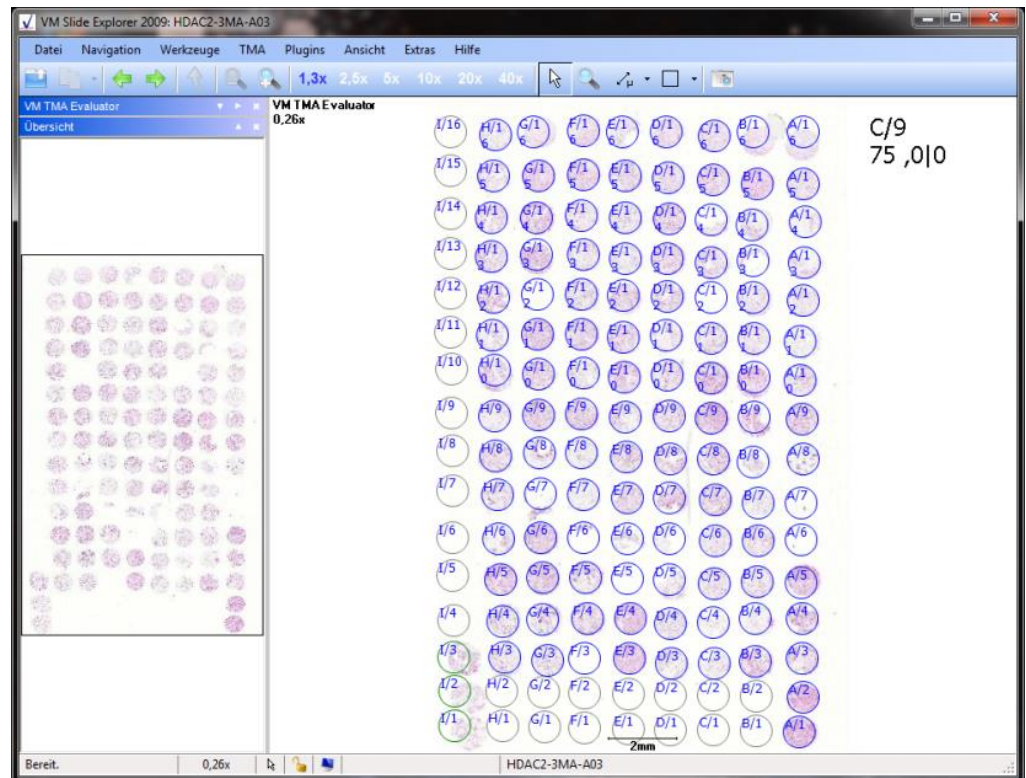 VM Slide Explorer 2009: HDAC2-3MA-A03
Datei Navigation Werkzeuge TMA Plugins Ansicht Extras Hilfe
1,3x 2,5x 5x 10x 20x 40x
VM TMA Evaluator
Übersicht
VM TMA Evaluator
0,26x
C/9
75 ,0|0
I/16 H/16 G/16 F/16 E/16 D/16 C/16 B/16 A/16
I/15 H/15 G/15 F/15 E/15 D/15 C/15 B/15 A/15
I/14 H/14 G/14 F/14 E/14 D/14 C/14 B/14 A/14
I/13 H/13 G/13 F/13 E/13 D/13 C/13 B/13 A/13
I/12 H/12 G/12 F/12 E/12 D/12 C/12 B/12 A/12
I/11 H/11 G/11 F/11 E/11 D/11 C/11 B/11 A/11
I/10 H/10 G/10 F/10 E/10 D/10 C/10 B/10 A/10
I/9 H/9 G/9 F/9 E/9 D/9 C/9 B/9 A/9
I/8 H/8 G/8 F/8 E/8 D/8 C/8 B/8 A/8
I/7 H/7 G/7 F/7 E/7 D/7 C/7 B/7 A/7
I/6 H/6 G/6 F/6 E/6 D/6 C/6 B/6 A/6
I/5 H/5 G/5 F/5 E/5 D/5 C/5 B/5 A/5
I/4 H/4 G/4 F/4 E/4 D/4 C/4 B/4 A/4
I/3 H/3 G/3 F/3 E/3 D/3 C/3 B/3 A/3
I/2 H/2 G/2 F/2 E/2 D/2 C/2 B/2 A/2
I/1 H/1 G/1 F/1 E/1 D/1 C/1 B/1 A/1
2mm
Bereit. 0,26x HDAC2-3MA-A03